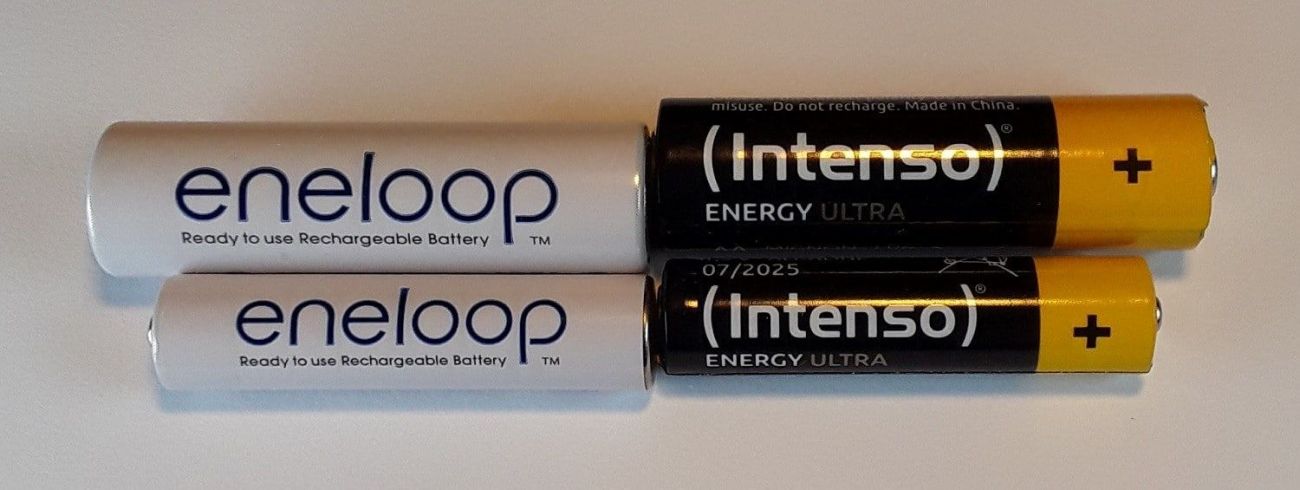 eneloop
Ready to use Rechargeable Battery TM
misuse. Do not recharge. Made in China.
(Intenso)®
ENERGY ULTRA
+
eneloop
Ready to use Rechargeable Battery TM
07/2025
(Intenso)®
ENERGY ULTRA
+